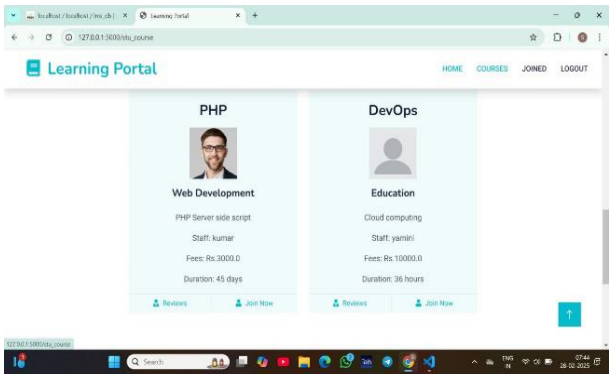 localhost / localhost / lms_db |
Learning Portal
127.0.0.1:5000/stu_course
Learning Portal
HOME COURSES JOINED LOGOUT
PHP
DevOps
Web Development
Education
PHP Server side script
Cloud computing
Staff: kumar
Staff: yamini
Fees: Rs.3000.0
Fees: Rs.10000.0
Duration: 45 days
Duration: 36 hours
Reviews Join Now
Reviews Join Now
127.0.0.1:5000/stu_course
Search
ENG
IN
07:44
28-02-2025